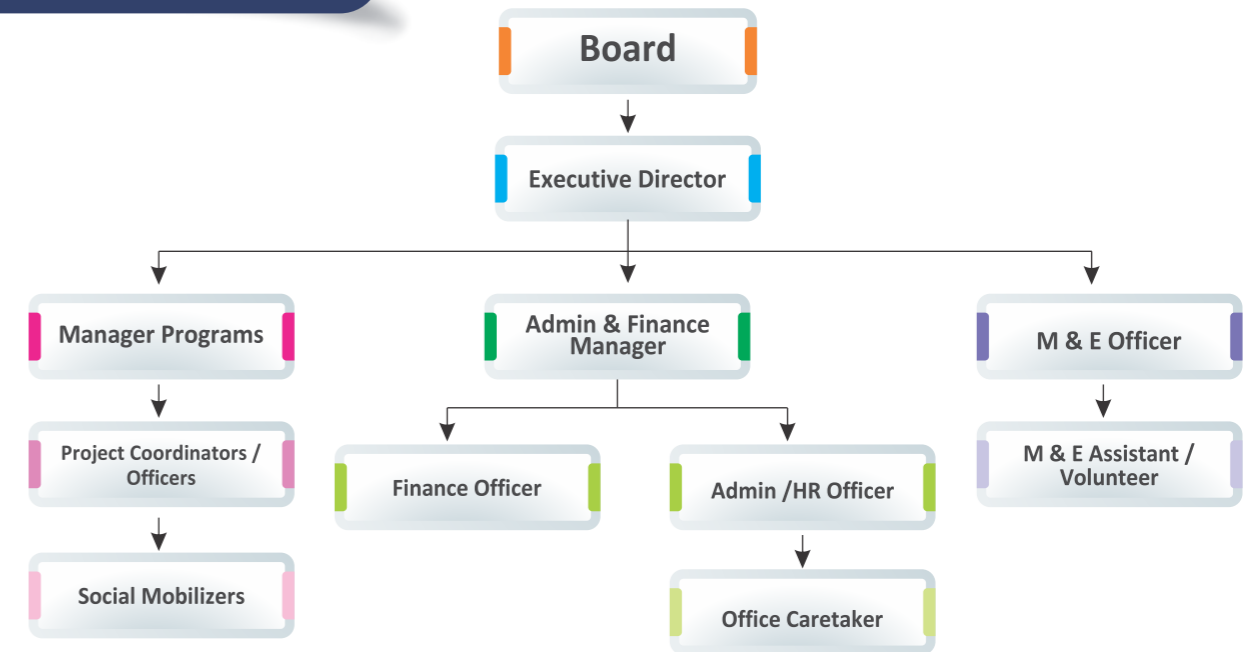 Board
Executive Director
Manager Programs
Admin & Finance
Manager
M & E Officer
Project Coordinators /
Officers
Finance Officer
Admin /HR Officer
M & E Assistant /
Volunteer
Social Mobilizers
Office Caretaker